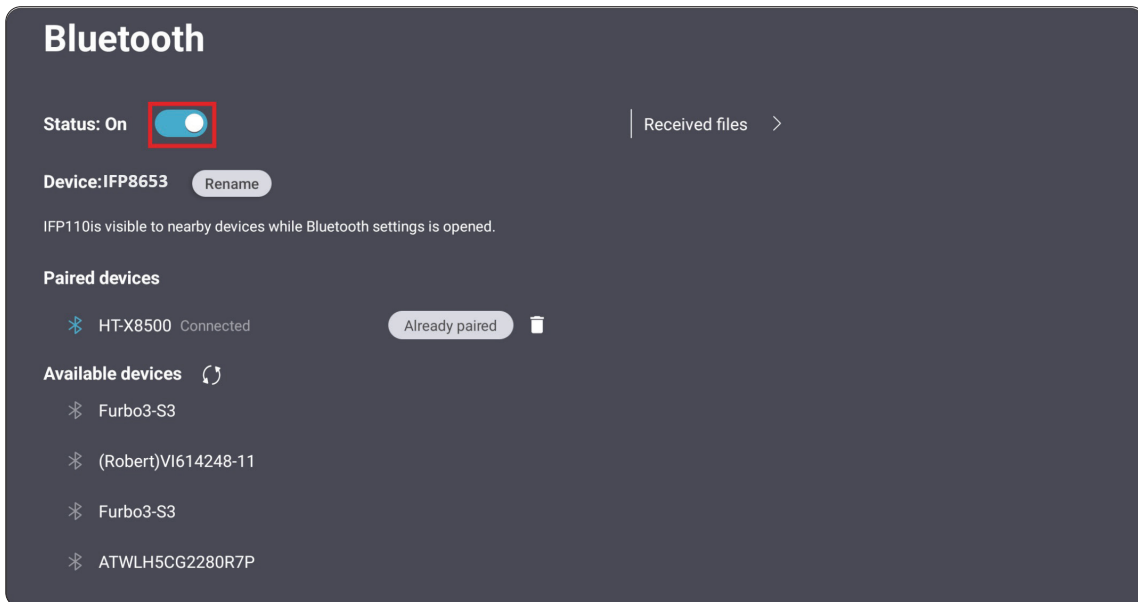 Bluetooth
Status: On
Received files
Device:IFP8653 Rename
IFP110is visible to nearby devices while Bluetooth settings is opened.
Paired devices
HT-X8500 Connected Already paired
Available devices
Furbo3-S3
(Robert)VI614248-11
Furbo3-S3
ATWLH5CG2280R7P